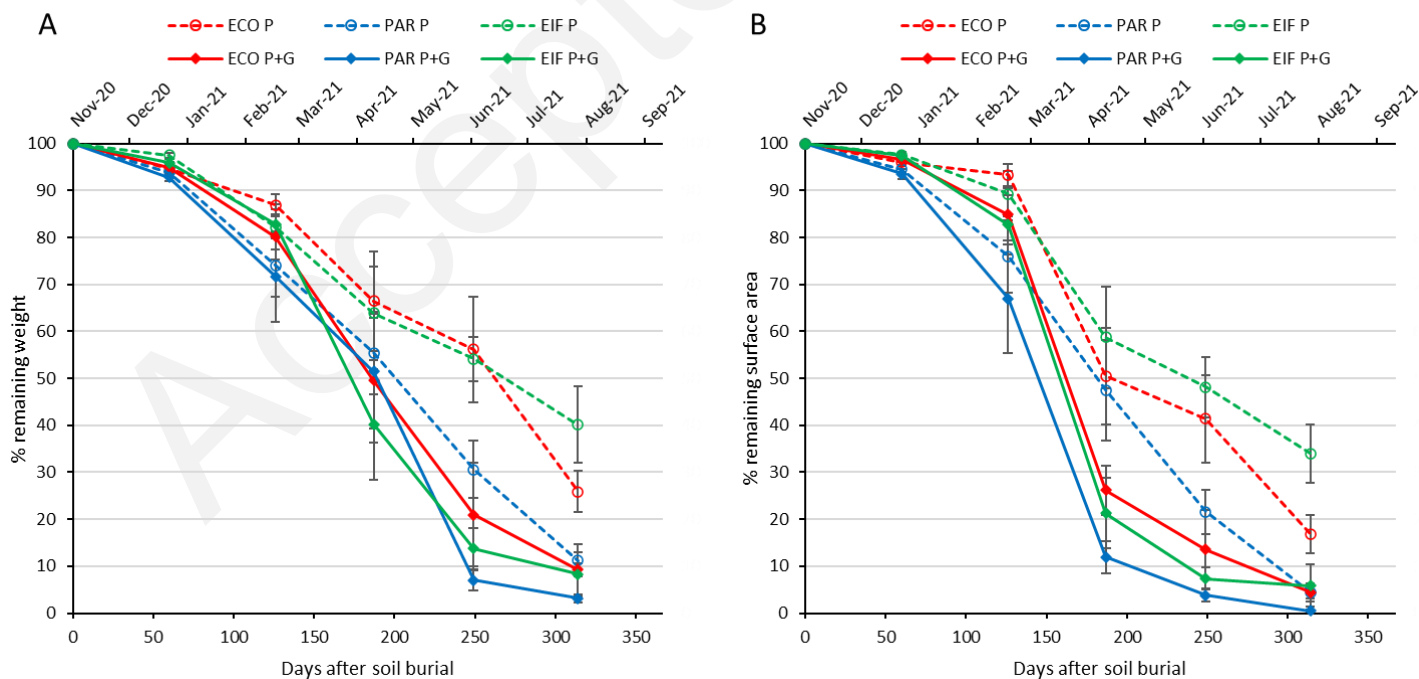 A
ECO P
PAR P
EIF P
ECO P+G
PAR P+G
EIF P+G
Nov-20
Dec-20
Jan-21
Feb-21
Mar-21
Apr-21
May-21
Jun-21
Jul-21
Aug-21
Sep-21
100
90
80
70
60
50
40
30
20
10
0
% remaining weight
0
50
100
150
200
250
300
350
Days after soil burial
B
ECO P
PAR P
EIF P
ECO P+G
PAR P+G
EIF P+G
Nov-20
Dec-20
Jan-21
Feb-21
Mar-21
Apr-21
May-21
Jun-21
Jul-21
Aug-21
Sep-21
100
90
80
70
60
50
40
30
20
10
0
% remaining surface area
0
50
100
150
200
250
300
350
Days after soil burial
Accepte